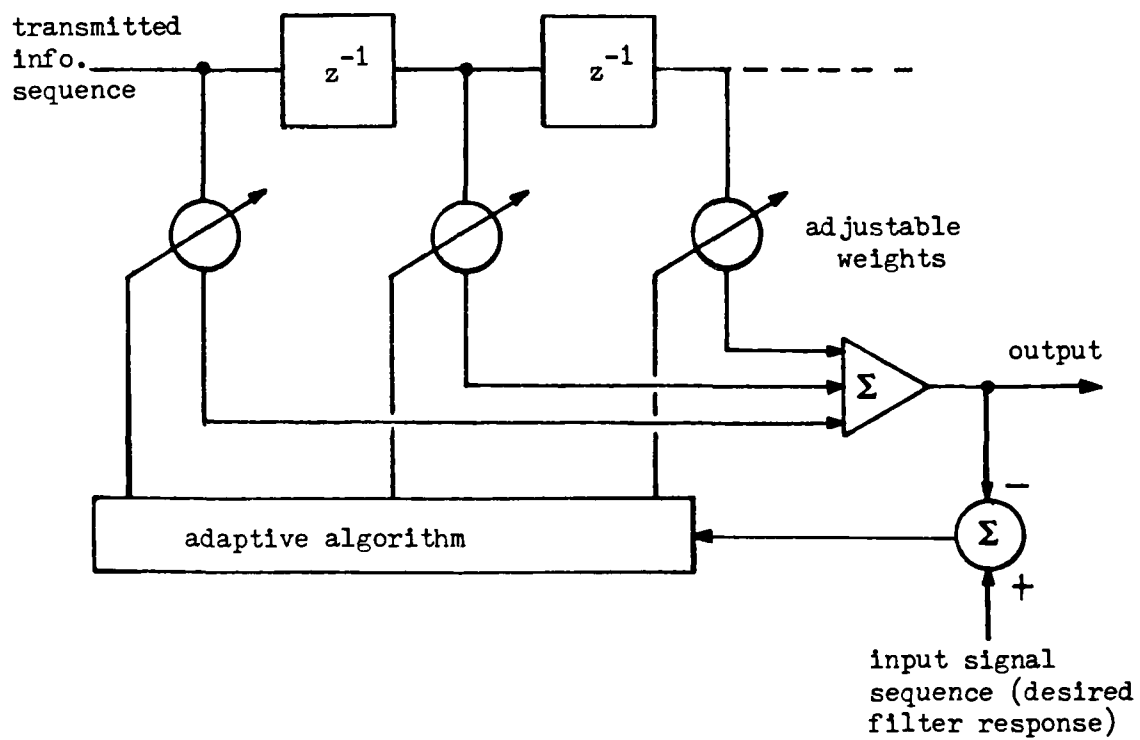 transmitted
info.
sequence
z⁻¹
z⁻¹
adjustable
weights
output
Σ
−
Σ
+
adaptive algorithm
input signal
sequence (desired
filter response)